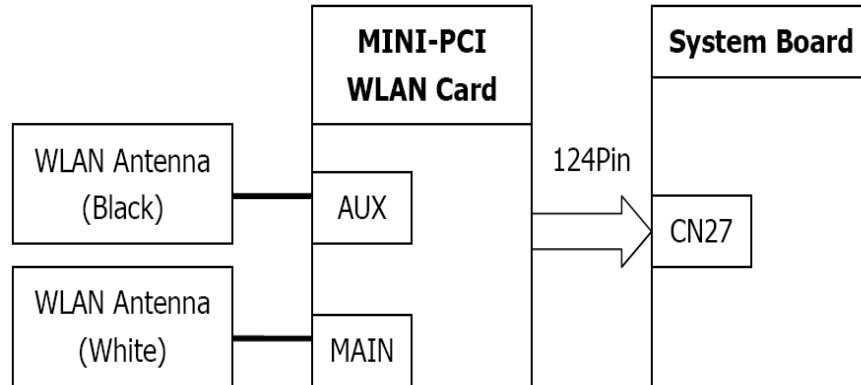 MINI-PCI
WLAN Card
System Board
WLAN Antenna
(Black)
AUX
124Pin
CN27
WLAN Antenna
(White)
MAIN